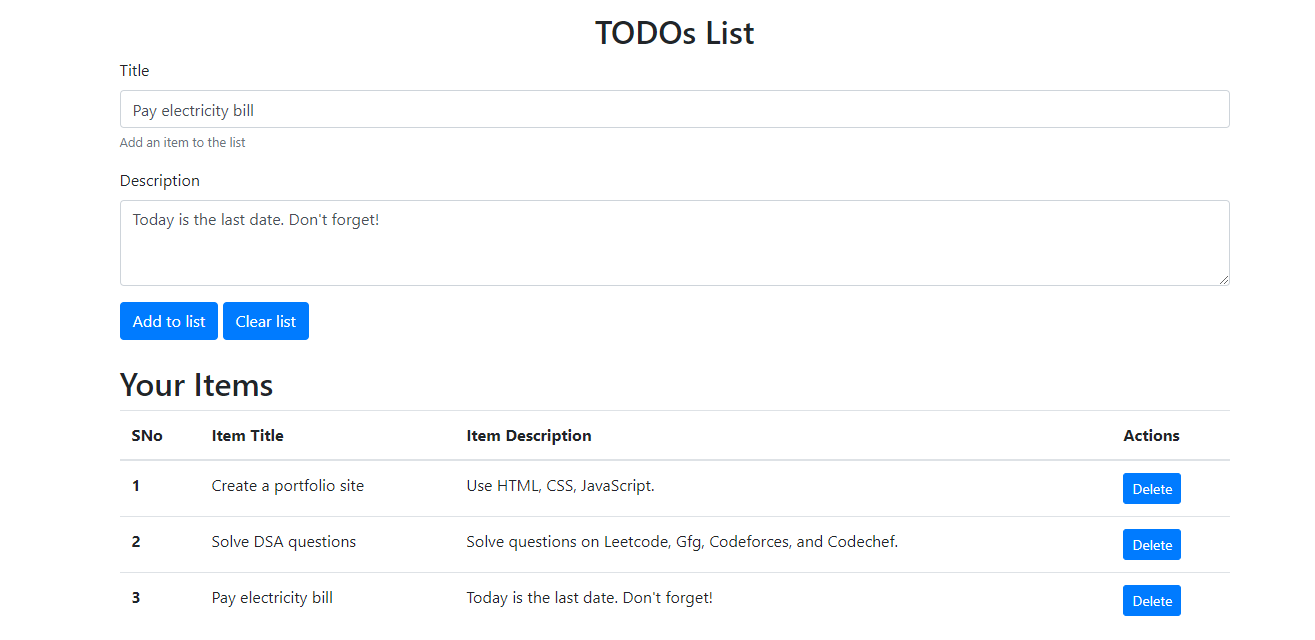 TODOs List
Title
Pay electricity bill
Add an item to the list
Description
Today is the last date. Don't forget!
Add to list Clear list
Your Items
SNo Item Title Item Description Actions
1 Create a portfolio site Use HTML, CSS, JavaScript. Delete
2 Solve DSA questions Solve questions on Leetcode, Gfg, Codeforces, and Codechef. Delete
3 Pay electricity bill Today is the last date. Don't forget! Delete